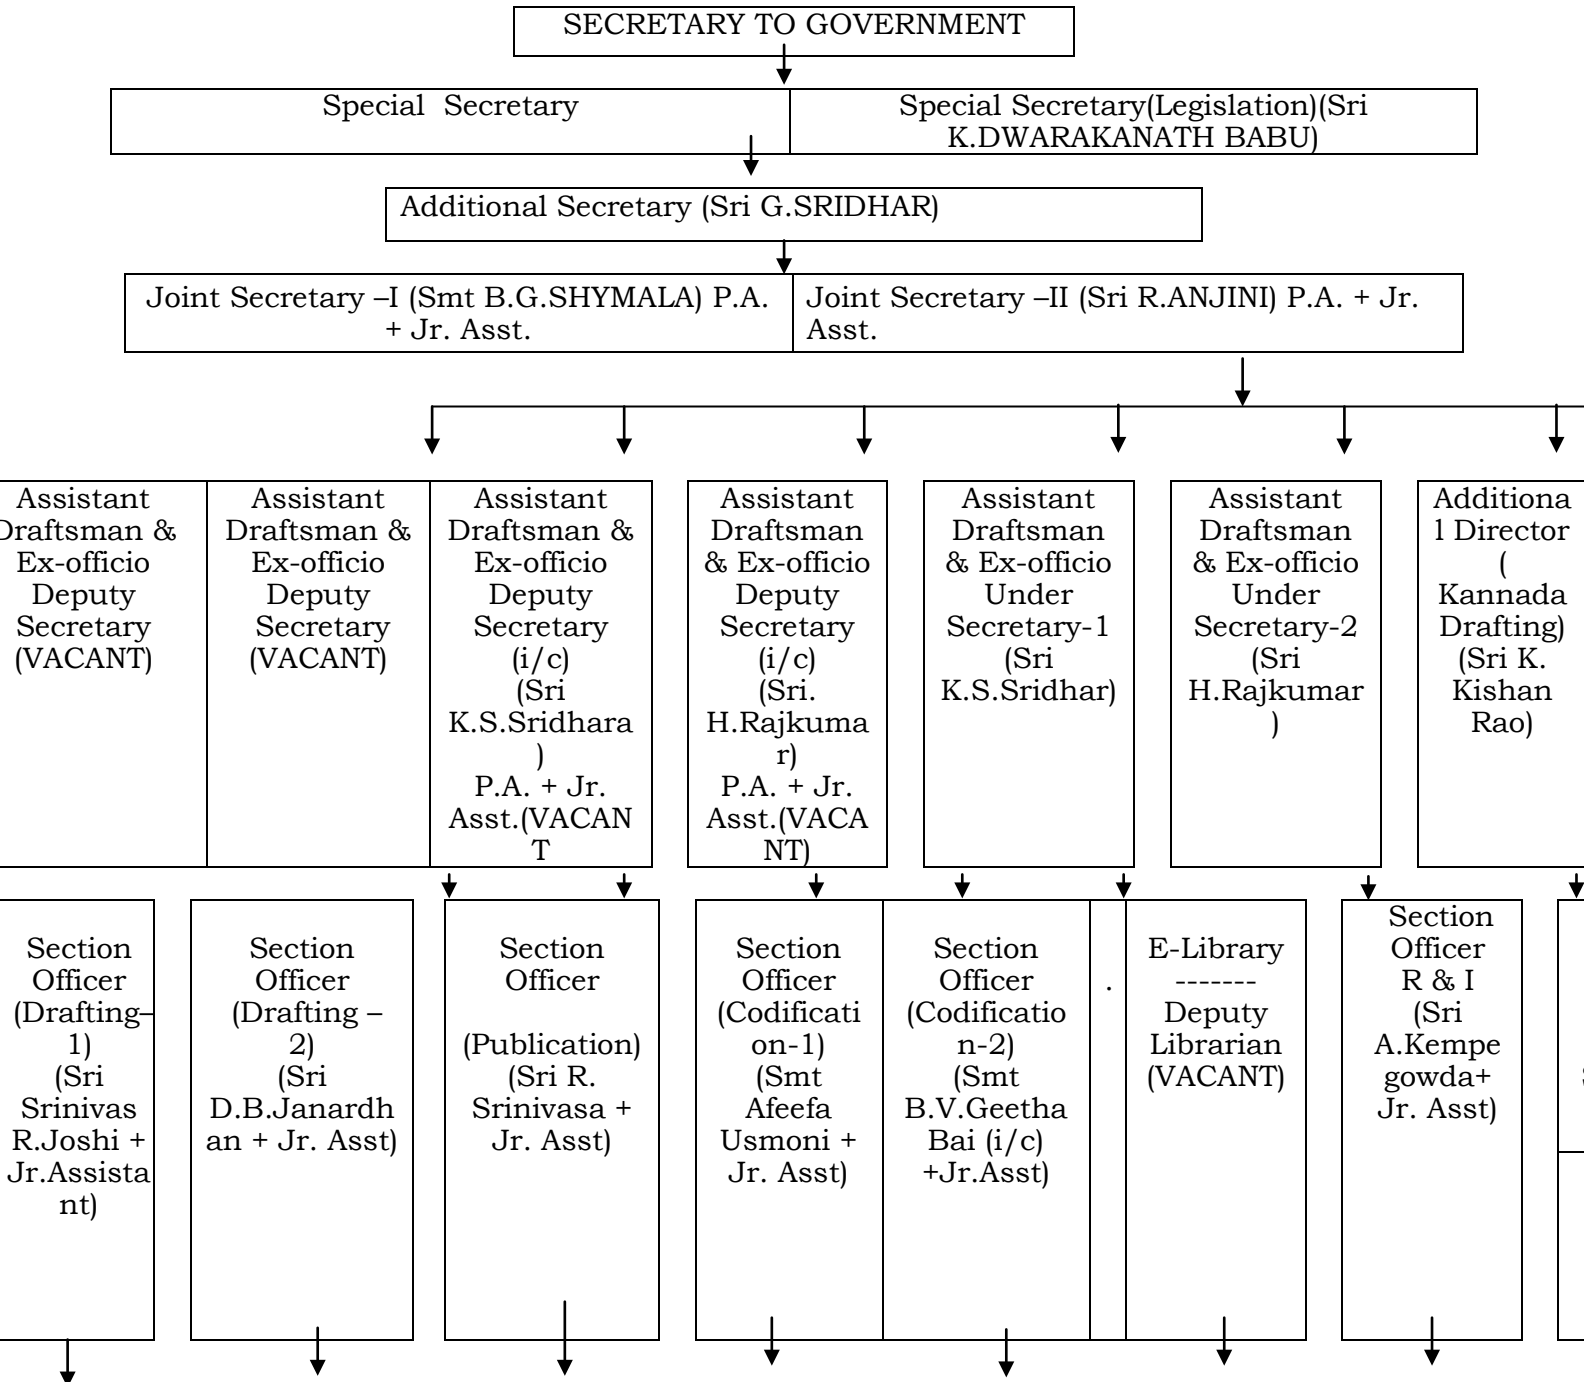 SECRETARY TO GOVERNMENT
Special Secretary
Special Secretary(Legislation)(Sri
K.DWARAKANATH BABU)
Additional Secretary (Sri G.SRIDHAR)
Joint Secretary –I (Smt B.G.SHYMALA) P.A.
+ Jr. Asst.
Joint Secretary –II (Sri R.ANJINI) P.A. + Jr.
Asst.
Assistant
Draftsman &
Ex-officio
Deputy
Secretary
(VACANT)
Assistant
Draftsman &
Ex-officio
Deputy
Secretary
(VACANT)
Assistant
Draftsman &
Ex-officio
Deputy
Secretary
(i/c)
(Sri
K.S.Sridhara
)
P.A. + Jr.
Asst.(VACAN
T
Assistant
Draftsman
& Ex-officio
Deputy
Secretary
(i/c)
(Sri.
H.Rajkuma
r)
P.A. + Jr.
Asst.(VACA
NT)
Assistant
Draftsman
& Ex-officio
Under
Secretary-1
(Sri
K.S.Sridhar)
Assistant
Draftsman
& Ex-officio
Under
Secretary-2
(Sri
H.Rajkumar
)
Additiona
l Director
(
Kannada
Drafting)
(Sri K.
Kishan
Rao)
Section
Officer
(Drafting–
1)
(Sri
Srinivas
R.Joshi +
Jr.Assista
nt)
Section
Officer
(Drafting –
2)
(Sri
D.B.Janardh
an + Jr. Asst)
Section
Officer
(Publication)
(Sri R.
Srinivasa +
Jr. Asst)
Section
Officer
(Codificati
on-1)
(Smt
Afeefa
Usmoni +
Jr. Asst)
Section
Officer
(Codificatio
n-2)
(Smt
B.V.Geetha
Bai (i/c)
+Jr.Asst)
.
E-Library
-------
Deputy
Librarian
(VACANT)
Section
Officer
R & I
(Sri
A.Kempe
gowda+
Jr. Asst)